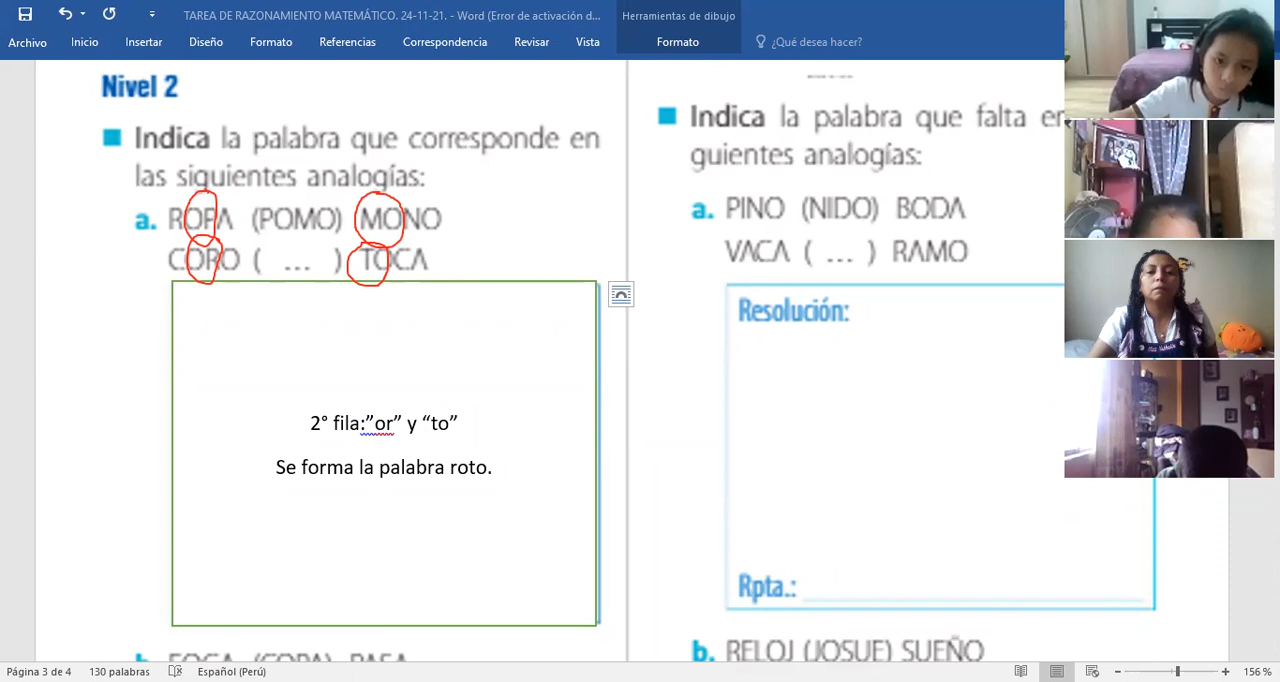 TAREA DE RAZONAMIENTO MATEMÁTICO. 24-11-21. - Word (Error de activación d...
Herramientas de dibujo
Archivo Inicio Insertar Diseño Formato Referencias Correspondencia Revisar Vista Formato ¿Qué desea hacer?
Nivel 2
Indica la palabra que corresponde en
las siguientes analogías:
a. ROPA (POMO) MONO
CORO ( ... ) TOCA
2° fila:”or” y “to”
Se forma la palabra roto.
Indica la palabra que falta en
guientes analogías:
a. PINO (NIDO) BODA
VACA ( ... ) RAMO
Resolución:
Rpta.:
b. RELOJ (JOSUE) SUEÑO
Página 3 de 4 130 palabras Español (Perú) 156 %